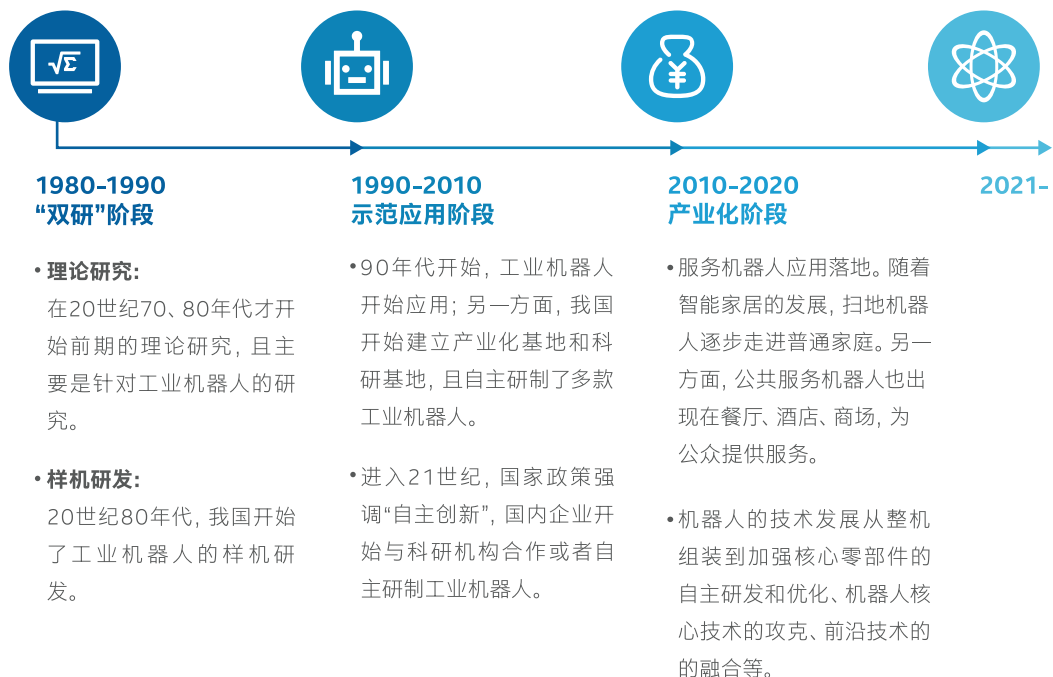 √Σ
¥
1980-1990
“双研”阶段
• 理论研究:
在20世纪70、80年代才开
始前期的理论研究, 且主
要是针对工业机器人的研
究。
• 样机研发:
20世纪80年代, 我国开始
了工业机器人的样机研
发。
1990-2010
示范应用阶段
•90年代开始, 工业机器人
开始应用; 另一方面, 我国
开始建立产业化基地和科
研基地, 且自主研制了多款
工业机器人。
•进入21世纪, 国家政策强
调“自主创新”, 国内企业开
始与科研机构合作或者自
主研制工业机器人。
2010-2020
产业化阶段
•服务机器人应用落地。随着
智能家居的发展, 扫地机器
人逐步走进普通家庭。另一
方面, 公共服务机器人也出
现在餐厅、酒店、商场, 为
公众提供服务。
•机器人的技术发展从整机
组装到加强核心零部件的
自主研发和优化、机器人核
心技术的攻克、前沿技术的
的融合等。
2021-